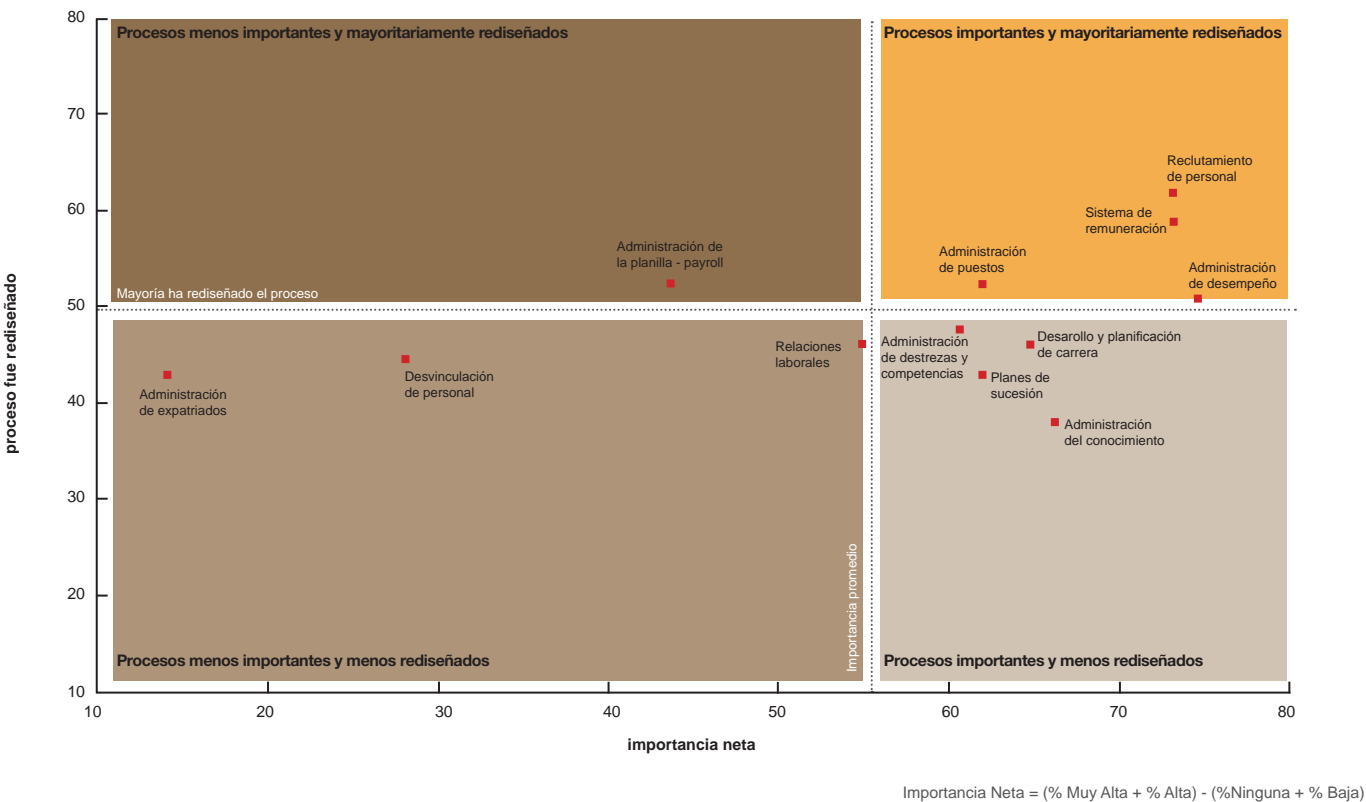 Procesos menos importantes y mayoritariamente rediseñados
Procesos importantes y mayoritariamente rediseñados
80
70
60
50
40
30
20
10
proceso fue rediseñado
Reclutamiento
de personal
Sistema de
remuneración
Administración de
la planilla - payroll
Administración
de puestos
Administración
de desempeño
Mayoría ha rediseñado el proceso
Relaciones
laborales
Administración
de destrezas y
competencias
Desarollo y planificación
de carrera
Desvinculación
de personal
Planes de
sucesión
Administración
de expatriados
Administración
del conocimiento
Importancia promedio
Procesos menos importantes y menos rediseñados
Procesos importantes y menos rediseñados
10
20
30
40
50
60
70
80
importancia neta
Importancia Neta = (% Muy Alta + % Alta) - (%Ninguna + % Baja)